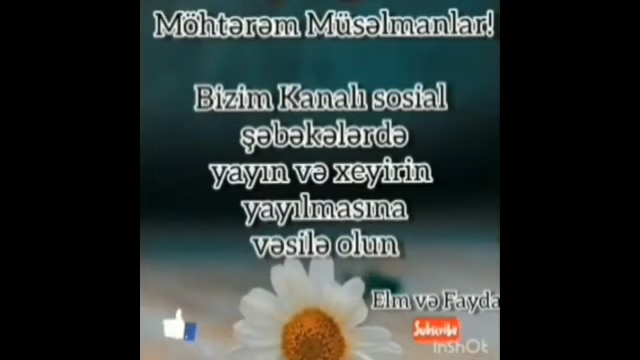 Möhtərəm Müsəlmanlar!
Bizim Kanalı sosial
şəbəkələrdə
yayın və xeyirin
yayılmasına
vəsilə olun
Elm və Fayda
Subscribe
InShOt